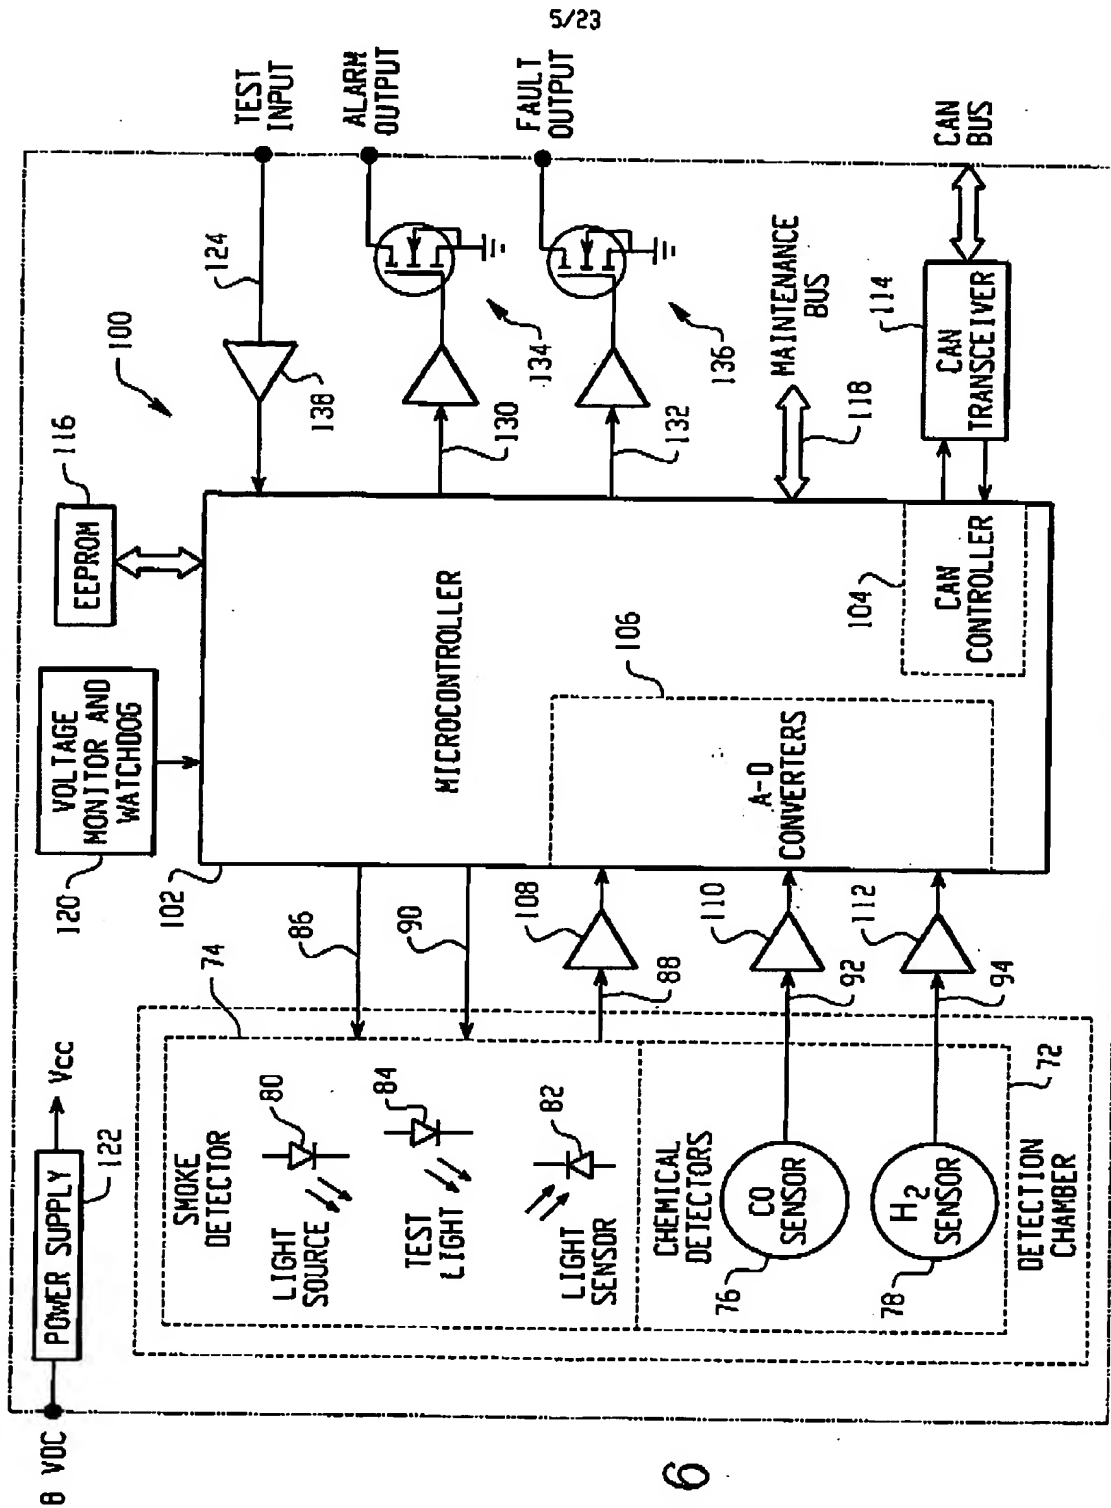 5/23
8 VDC
POWER SUPPLY
122
Vcc
VOLTAGE
MONITOR AND
WATCHDOG
120
EEPROM
116
100
TEST
INPUT
124
138
ALARM
OUTPUT
134
130
FAULT
OUTPUT
136
132
MAINTENANCE
BUS
118
CAN
BUS
CAN
TRANSCEIVER
114
CAN
CONTROLLER
104
MICROCONTROLLER
102
A-D
CONVERTERS
106
86
90
74
108
88
110
92
112
94
SMOKE
DETECTOR
LIGHT
SOURCE
80
TEST
LIGHT
84
LIGHT
SENSOR
82
CHEMICAL
DETECTORS
CO
SENSOR
76
H2
SENSOR
78
DETECTION
CHAMBER
72
6